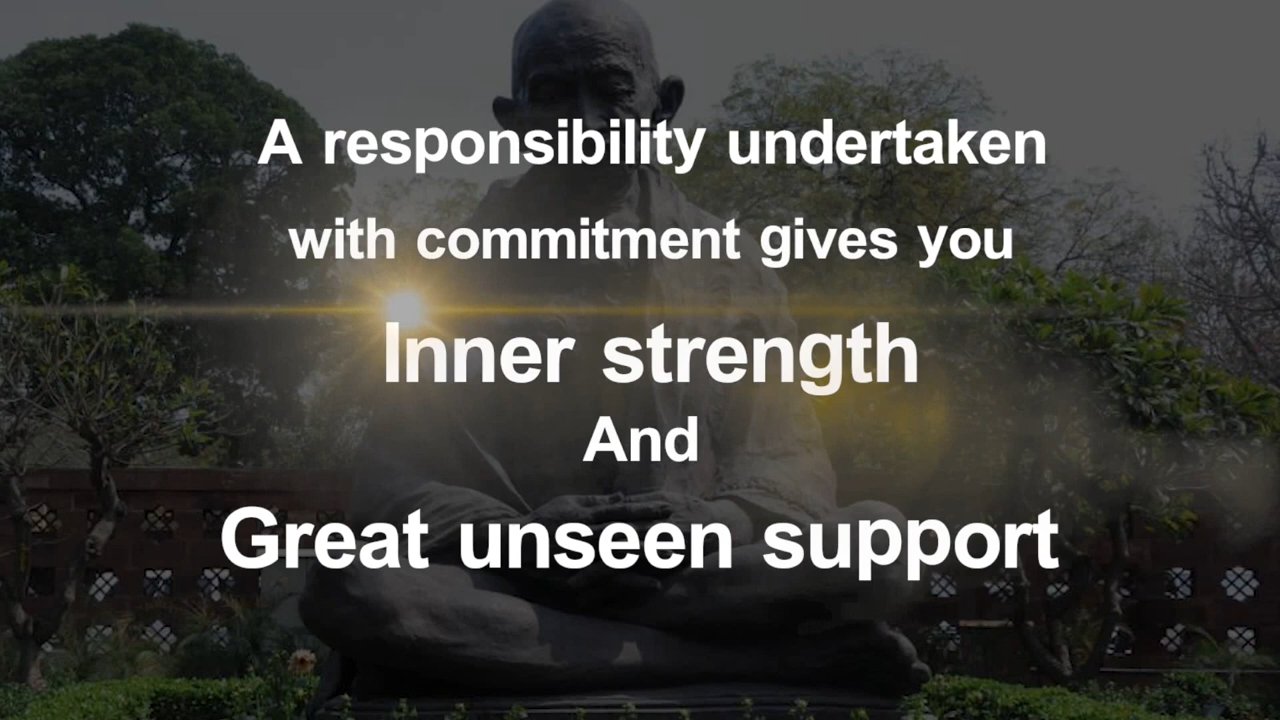 A responsibility undertaken
with commitment gives you
Inner strength
And
Great unseen support